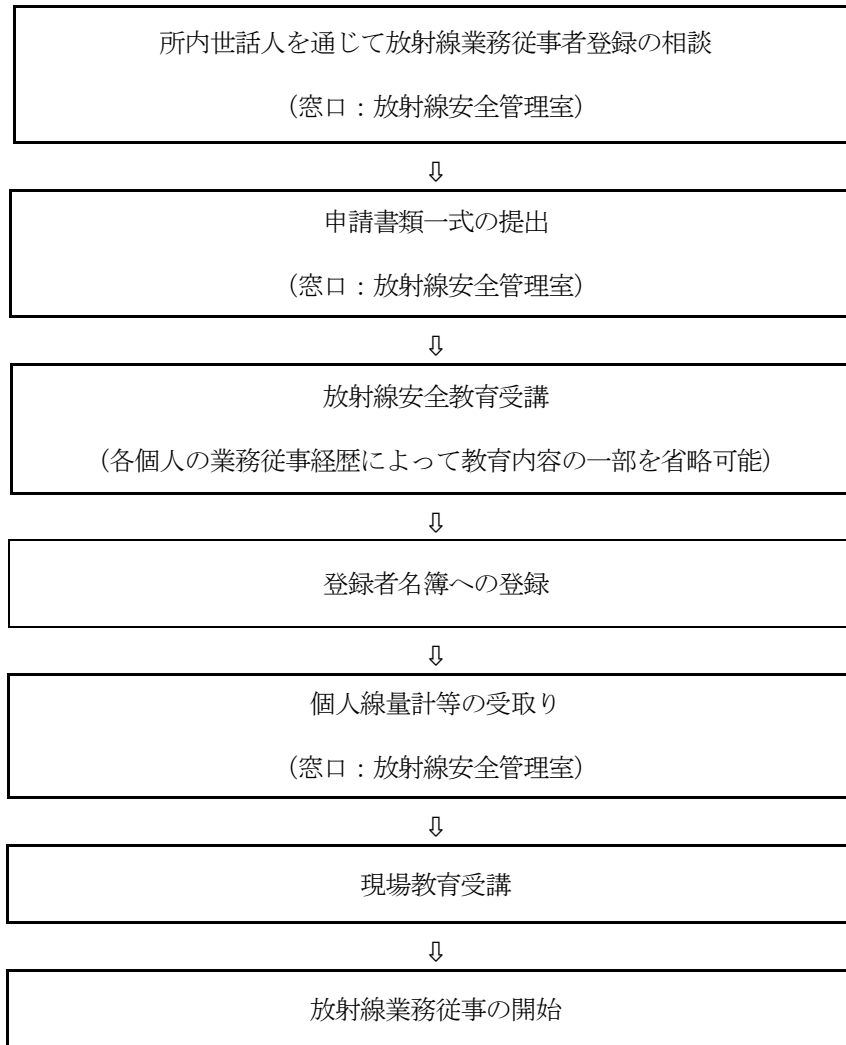 所内世話人を通じて放射線業務従事者登録の相談
（窓口：放射線安全管理室）
⇩
申請書類一式の提出
（窓口：放射線安全管理室）
⇩
放射線安全教育受講
（各個人の業務従事経歴によって教育内容の一部を省略可能）
⇩
登録者名簿への登録
⇩
個人線量計等の受取り
（窓口：放射線安全管理室）
⇩
現場教育受講
⇩
放射線業務従事の開始